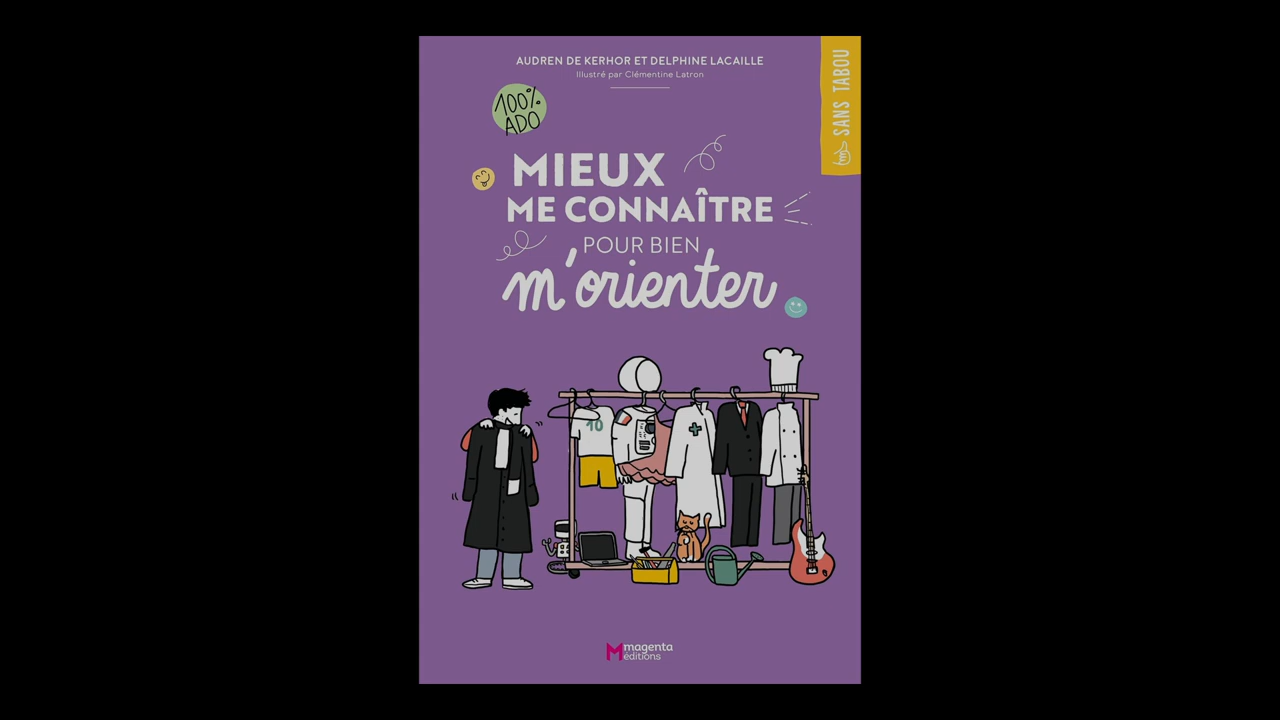 AUDREN DE KERHOR ET DELPHINE LACAILLE
Illustré par Clémentine Latron
SANS TABOU
100%
ADO
MIEUX
ME CONNAÎTRE
POUR BIEN
m'orienter
10
magenta
éditions